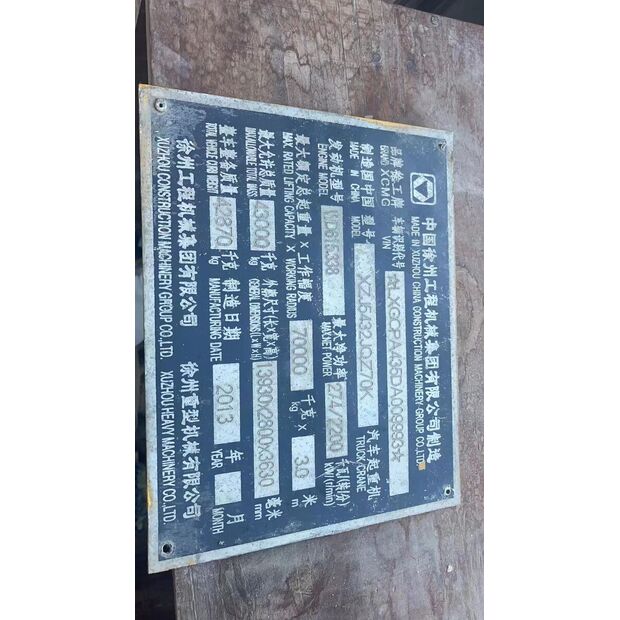 中国徐州工程机械集团有限公司制造
MADE IN XUZHOU CHINA CONSTRUCTION MACHINERY GROUP CO.,LTD.
品牌 徐工牌 车辆识别代号
BRAND XCMG VIN
制造国 中国 型号 汽车起重机
MADE IN CHINA MODEL TRUCK CRANE
发动机型号 最大净功率 274/2200 千瓦(转/分)
ENGINE MODEL MAX.NET POWER kW/(r/min)
最大额定总起重量 x 工作幅度 70000 千克 x 3.0 米
MAX. RATED LIFTING CAPACITY x WORKING RADIUS kg x m
最大允许总质量 43000 千克 外廓尺寸(长x宽x高) 毫米
MAX.ALLOWABLE TOTAL MASS kg GENERAL DIMENSIONS(LxWxH) mm
整车整备质量 42870 千克 制造日期 2013 年 月
TOTAL VEHICLE CURB WEIGHT kg MANUFACTURING DATE YEAR MONTH
徐州工程机械集团有限公司 徐州重型机械有限公司
XUZHOU CONSTRUCTION MACHINERY GROUP CO.,LTD. XUZHOU HEAVY MACHINERY CO.,LTD.